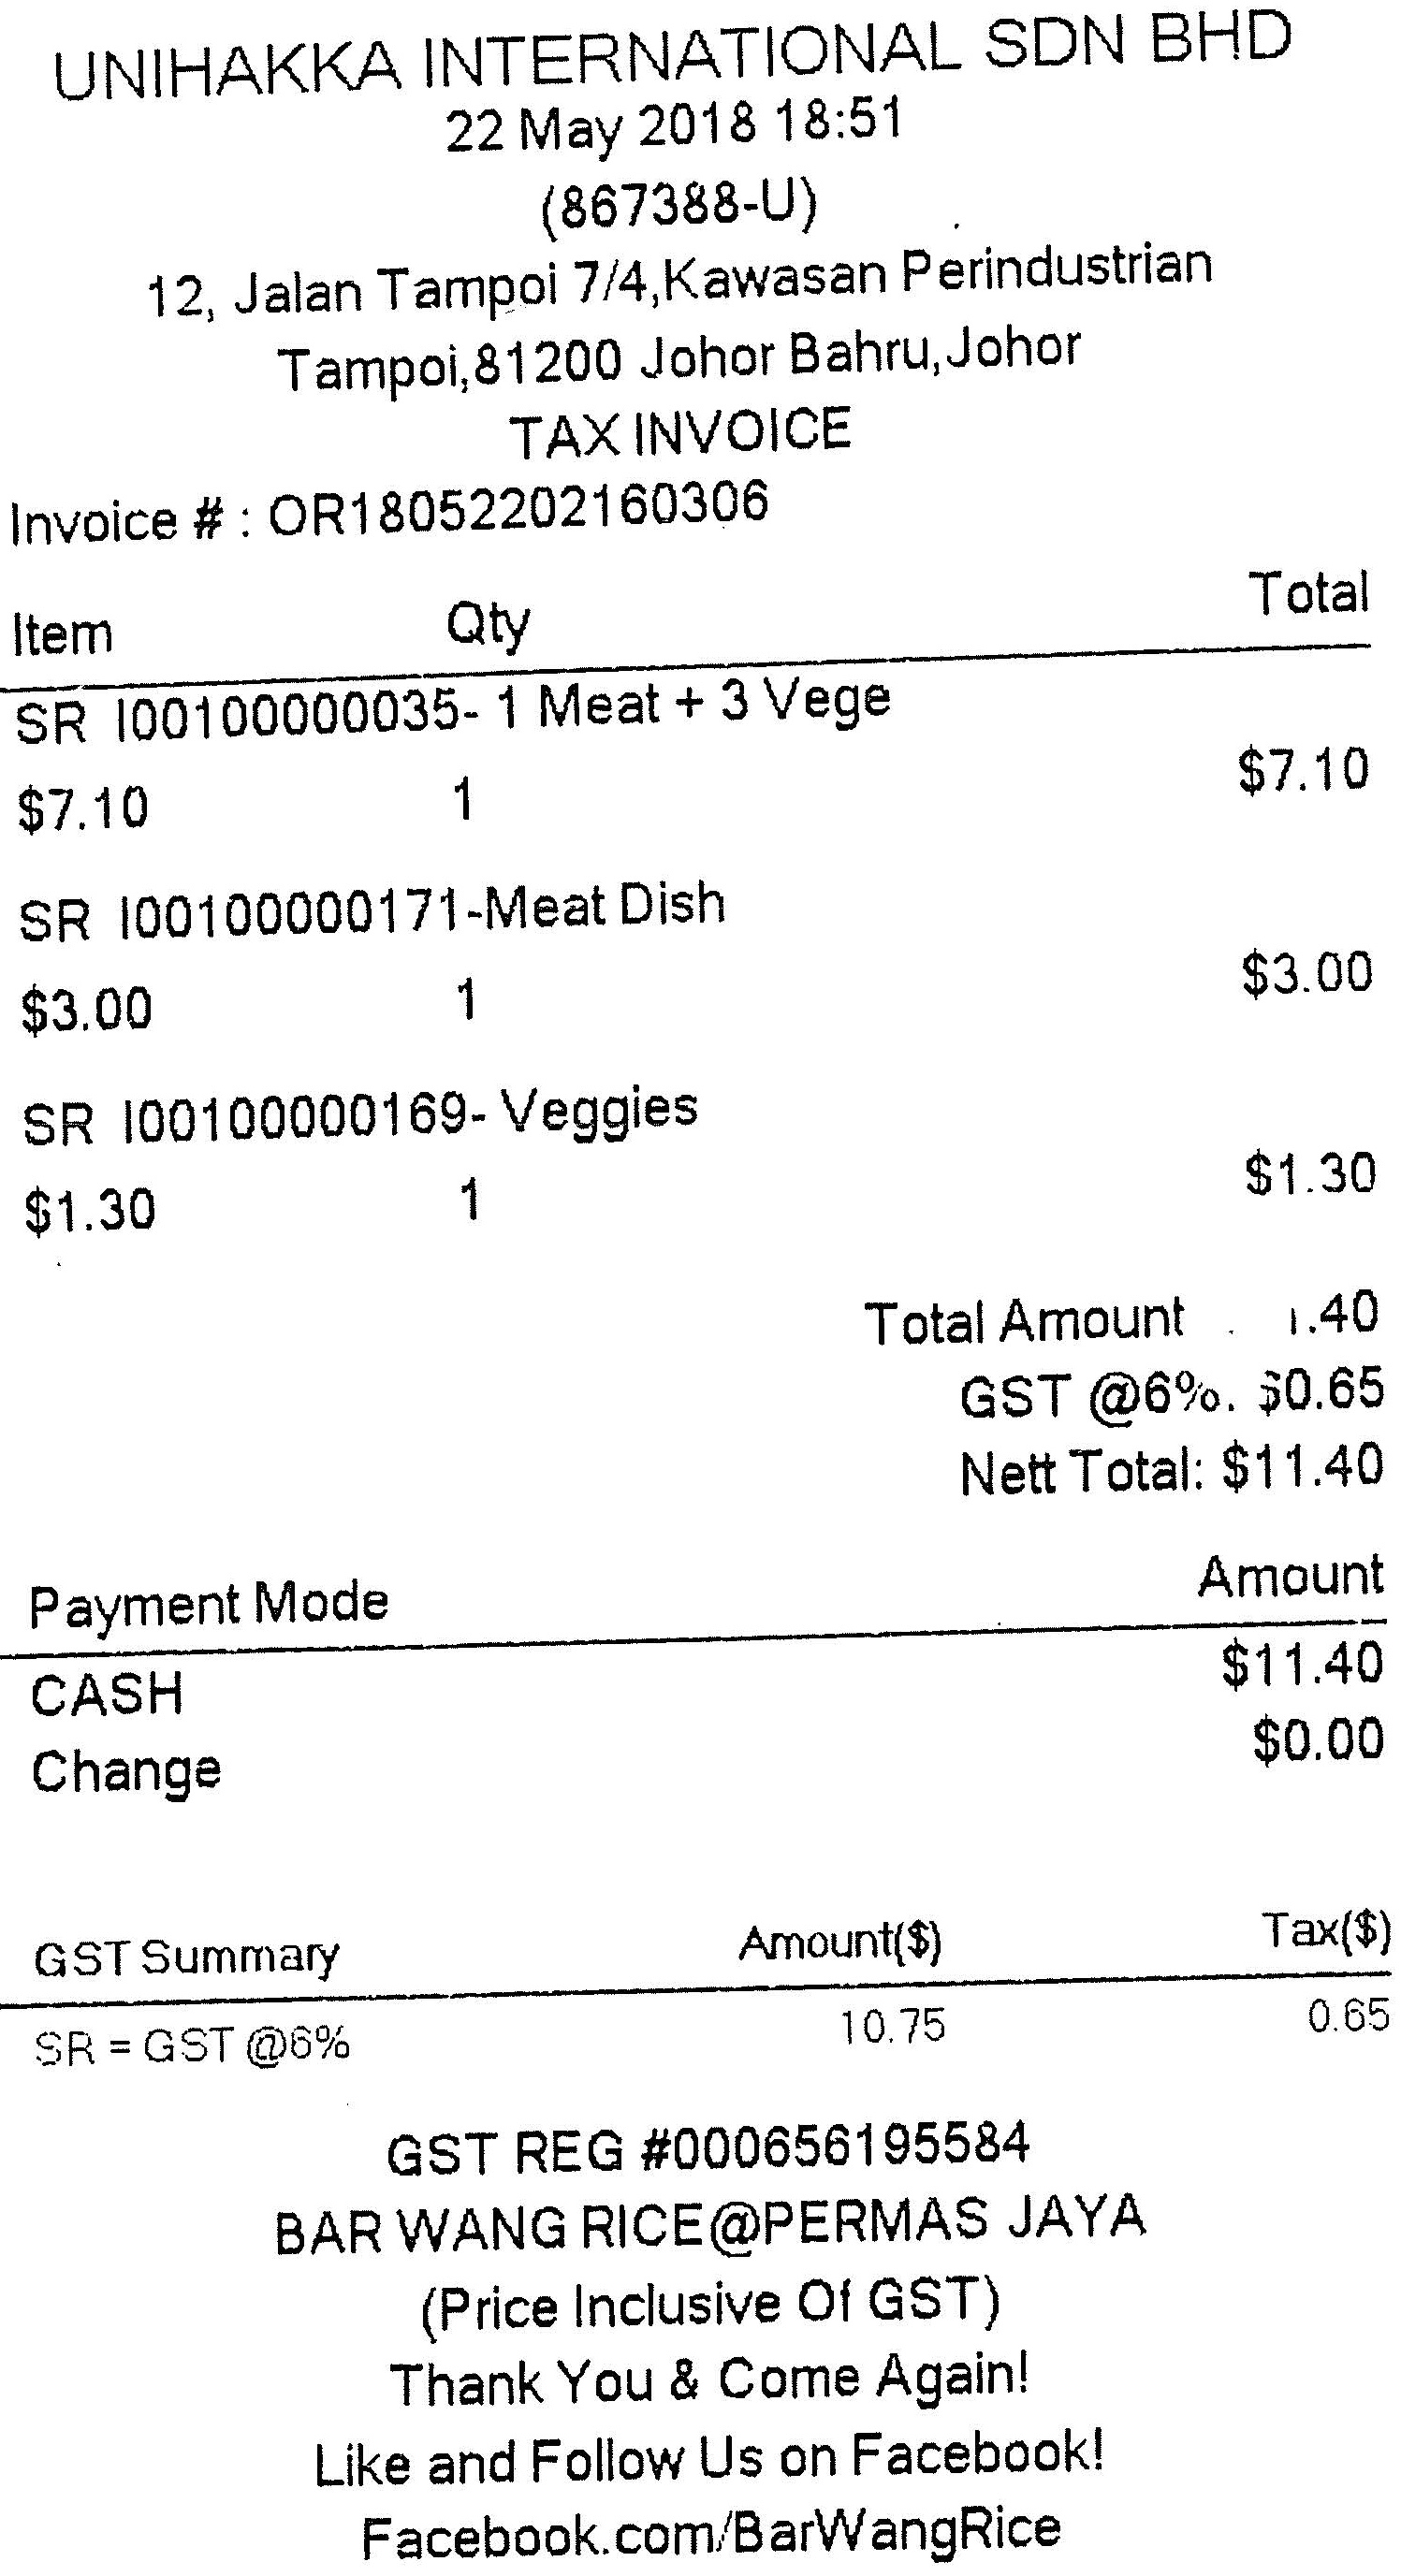 UNIHAKKA INTERNATIONAL SDN BHD
22 May 2018 18:51
(867388-U)
12, Jalan Tampoi 7/4,Kawasan Perindustrian
Tampoi,81200 Johor Bahru,Johor
TAX INVOICE
Invoice # : OR18052202160306
Item Qty Total
SR I00100000035- 1 Meat + 3 Vege
$7.10 1 $7.10
SR I00100000171-Meat Dish
$3.00 1 $3.00
SR I00100000169- Veggies
$1.30 1 $1.30
Total Amount
GST @6%. $0.65
Nett Total: $11.40
Payment Mode Amount
CASH $11.40
Change $0.00
GST Summary Amount($) Tax($)
SR = GST @6% 10.75 0.65
GST REG #000656195584
BAR WANG RICE@PERMAS JAYA
(Price Inclusive Of GST)
Thank You & Come Again!
Like and Follow Us on Facebook!
Facebook.com/BarWangRice